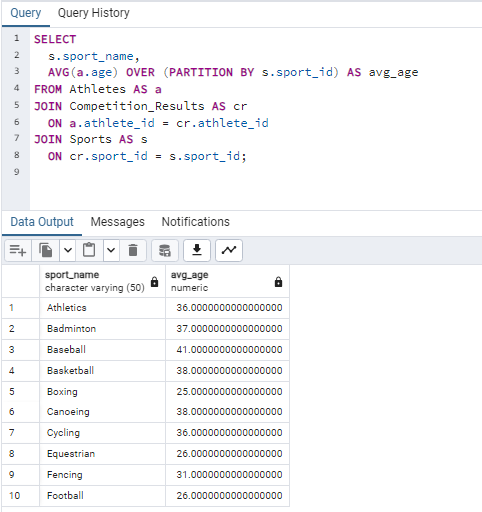 Query Query History
1 SELECT
2 s.sport_name,
3 AVG(a.age) OVER (PARTITION BY s.sport_id) AS avg_age
4 FROM Athletes AS a
5 JOIN Competition_Results AS cr
6 ON a.athlete_id = cr.athlete_id
7 JOIN Sports AS s
8 ON cr.sport_id = s.sport_id;
9
Data Output Messages Notifications
sport_name avg_age
character varying (50) numeric
1 Athletics 36.0000000000000000
2 Badminton 37.0000000000000000
3 Baseball 41.0000000000000000
4 Basketball 38.0000000000000000
5 Boxing 25.0000000000000000
6 Canoeing 38.0000000000000000
7 Cycling 36.0000000000000000
8 Equestrian 26.0000000000000000
9 Fencing 31.0000000000000000
10 Football 26.0000000000000000